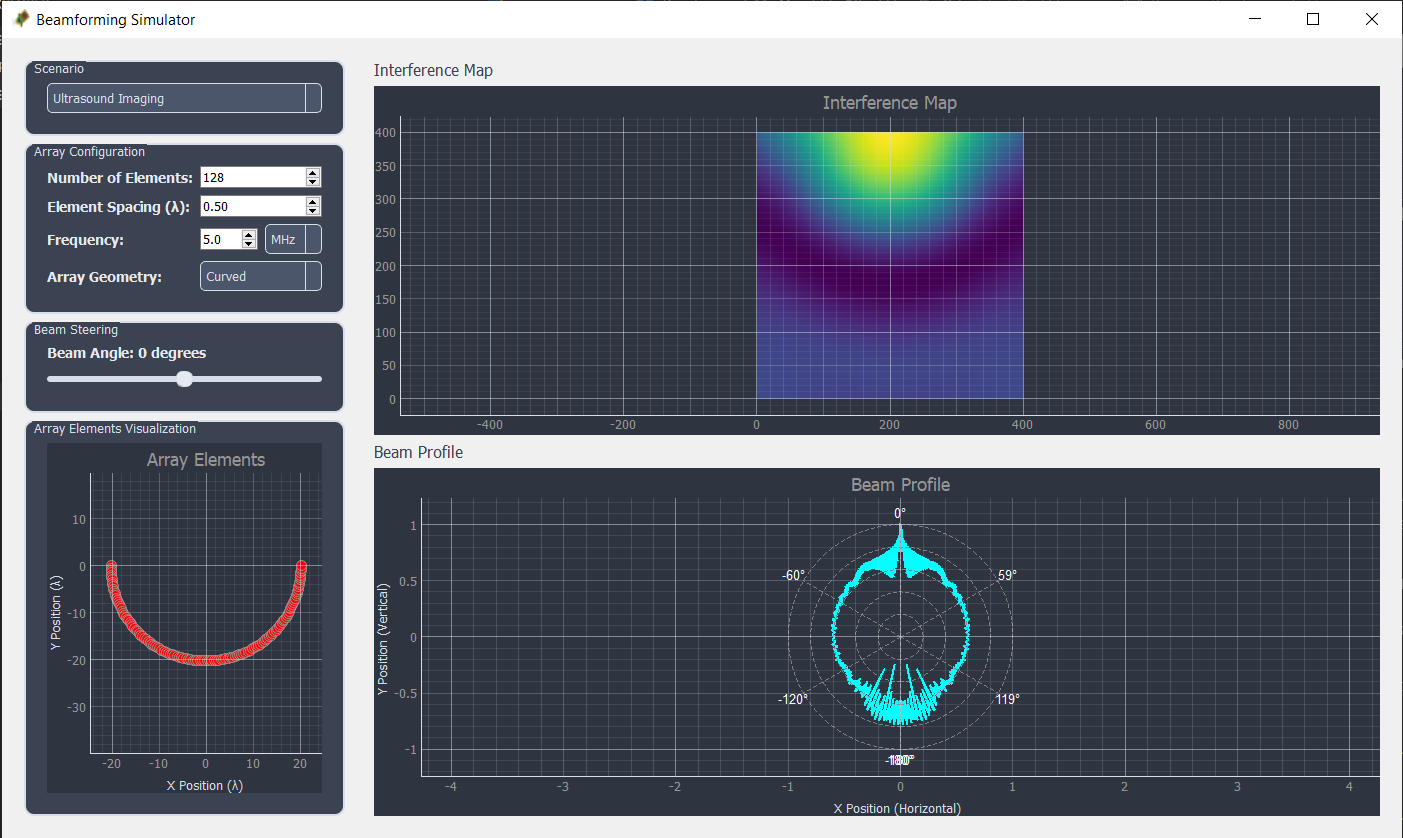 Beamforming Simulator
Scenario
Ultrasound Imaging
Array Configuration
Number of Elements: 128
Element Spacing (λ): 0.50
Frequency: 5.0 MHz
Array Geometry: Curved
Beam Steering
Beam Angle: 0 degrees
Array Elements Visualization
Array Elements
10
0
-10
-20
-30
Y Position (λ)
-20 -10 0 10 20
X Position (λ)
Interference Map
Interference Map
400
350
300
250
200
150
100
50
0
-400 -200 0 200 400 600 800
Beam Profile
Beam Profile
0°
-60° 59°
-120° 119°
1
0.5
0
-0.5
-1
Y Position (Vertical)
-4 -3 -2 -1 0 1 2 3 4
X Position (Horizontal)